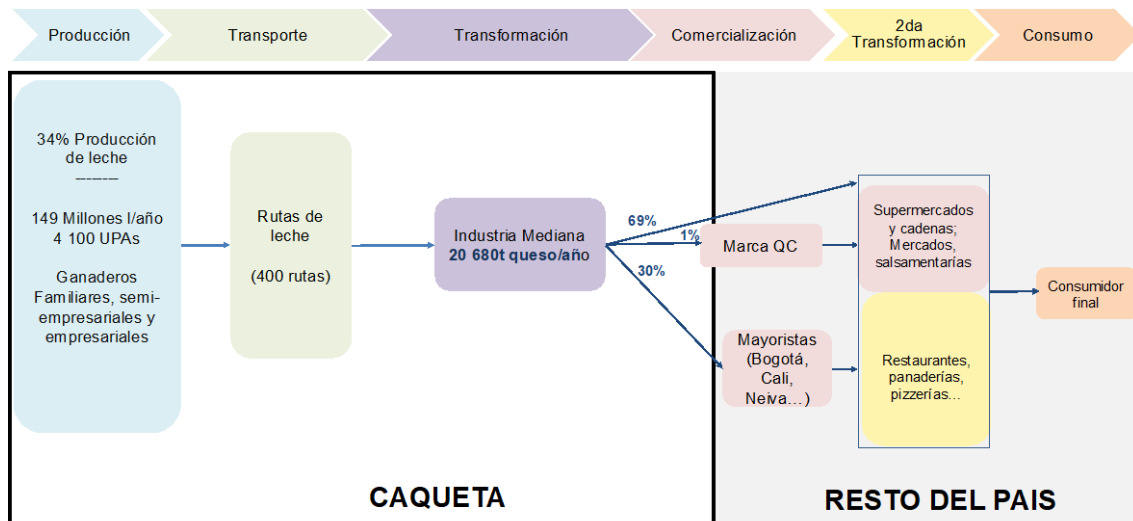 Producción
Transporte
Transformación
Comercialización
2da
Transformación
Consumo
34% Producción
de leche
--------
149 Millones l/año
4 100 UPAs
Ganaderos
Familiares, semi-
empresariales y
empresariales
Rutas de
leche
(400 rutas)
Industria Mediana
20 680t queso/año
69%
1%
30%
Marca QC
Mayoristas
(Bogotá,
Cali,
Neiva…)
Supermercados
y cadenas;
Mercados,
salsamentarías
Restaurantes,
panaderías,
pizzerías...
Consumidor
final
CAQUETA
RESTO DEL PAIS